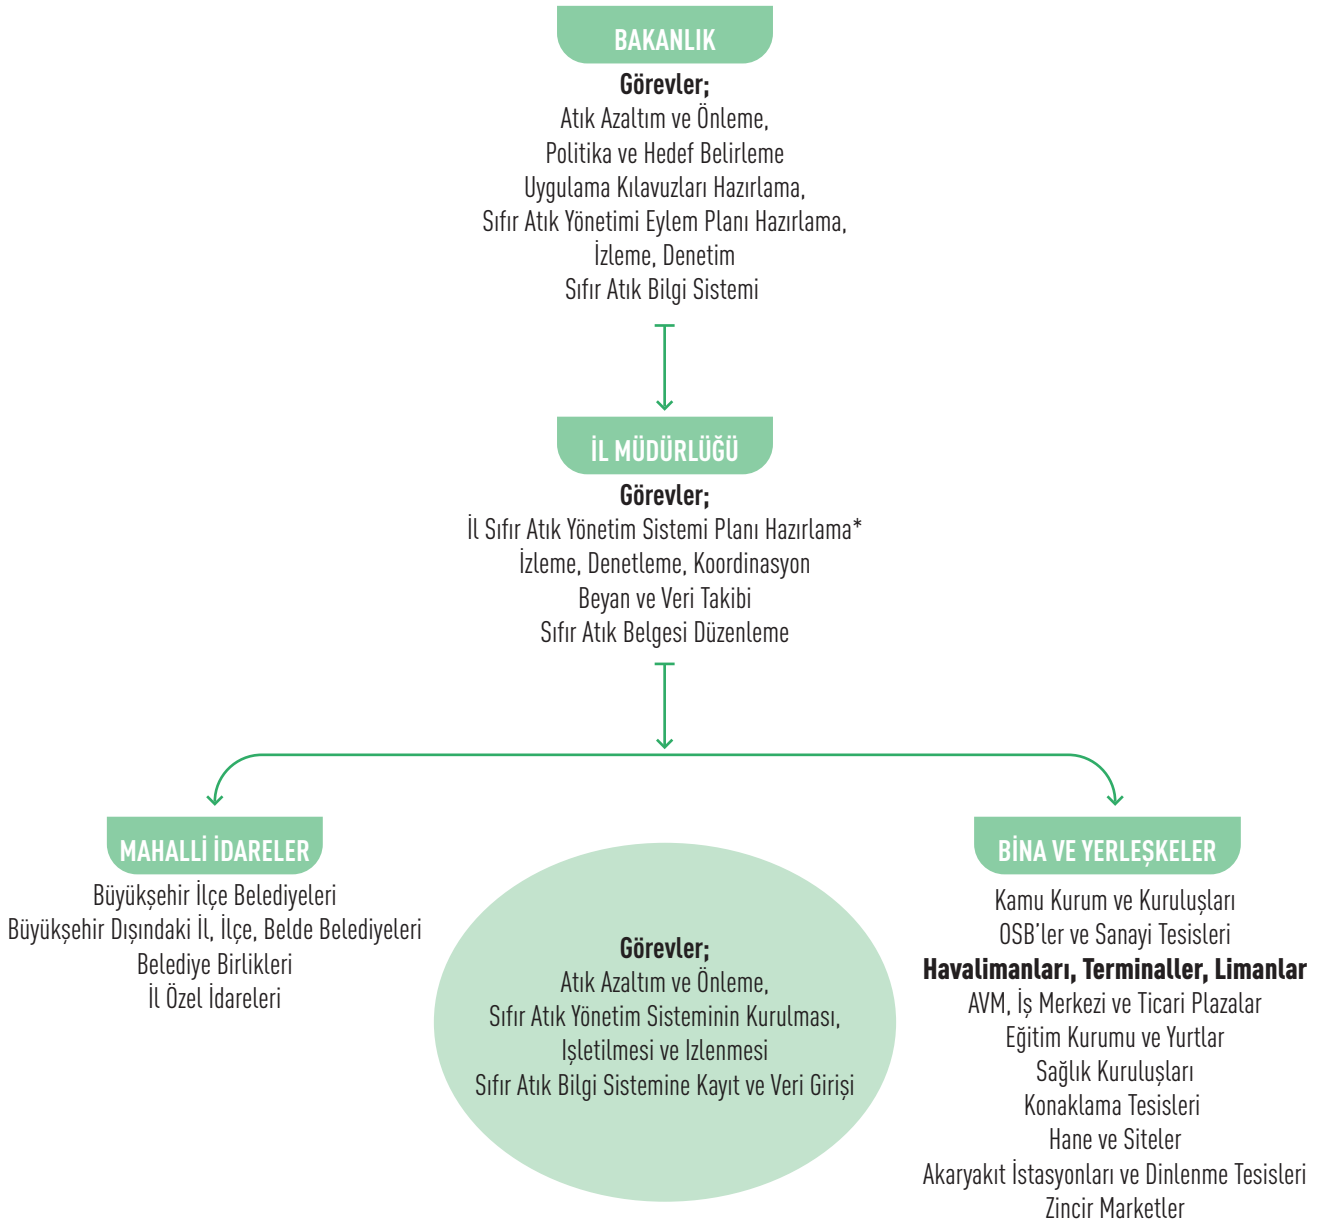 BAKANLIK
Görevler;
Atık Azaltım ve Önleme,
Politika ve Hedef Belirleme
Uygulama Kılavuzları Hazırlama,
Sıfır Atık Yönetimi Eylem Planı Hazırlama,
İzleme, Denetim
Sıfır Atık Bilgi Sistemi
İL MÜDÜRLÜĞÜ
Görevler;
İl Sıfır Atık Yönetim Sistemi Planı Hazırlama*
İzleme, Denetleme, Koordinasyon
Beyan ve Veri Takibi
Sıfır Atık Belgesi Düzenleme
MAHALLİ İDARELER
Büyükşehir İlçe Belediyeleri
Büyükşehir Dışındaki İl, İlçe, Belde Belediyeleri
Belediye Birlikleri
İl Özel İdareleri
Görevler;
Atık Azaltım ve Önleme,
Sıfır Atık Yönetim Sisteminin Kurulması,
Işletilmesi ve Izlenmesi
Sıfır Atık Bilgi Sistemine Kayıt ve Veri Girişi
BİNA VE YERLEŞKELER
Kamu Kurum ve Kuruluşları
OSB'ler ve Sanayi Tesisleri
Havalimanları, Terminaller, Limanlar
AVM, İş Merkezi ve Ticari Plazalar
Eğitim Kurumu ve Yurtlar
Sağlık Kuruluşları
Konaklama Tesisleri
Hane ve Siteler
Akaryakıt İstasyonları ve Dinlenme Tesisleri
Zincir Marketler